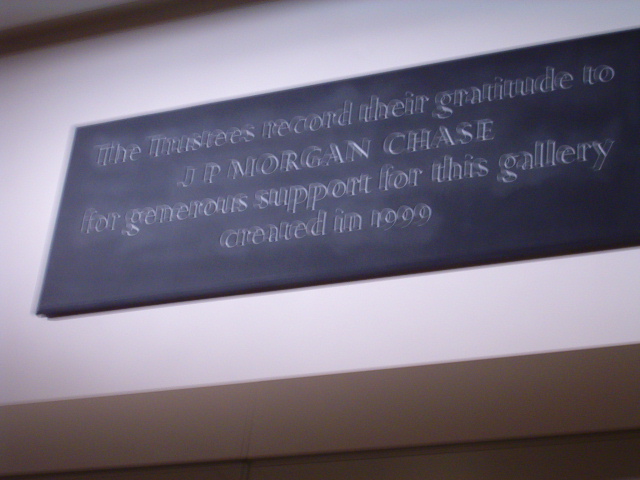 The Trustees record their gratitude to
J P MORGAN CHASE
for generous support for this gallery
created in 1999